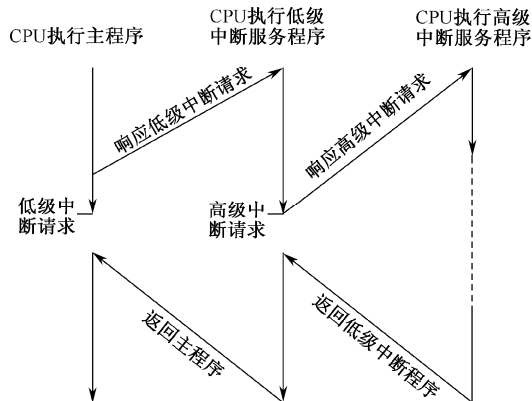 CPU执行主程序
CPU执行低级
中断服务程序
CPU执行高级
中断服务程序
响应低级中断请求
响应高级中断请求
低级中
断请求
高级中
断请求
返回主程序
返回低级中断程序